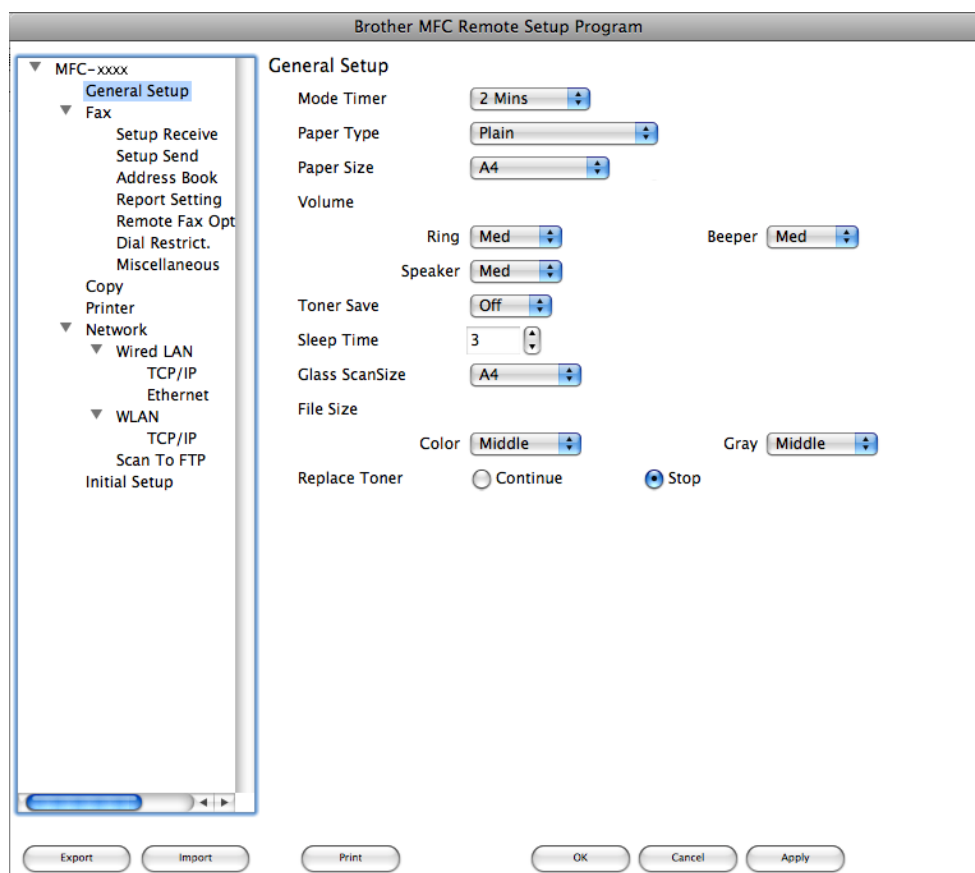 Brother MFC Remote Setup Program
MFC-xxxx
General Setup
Fax
Setup Receive
Setup Send
Address Book
Report Setting
Remote Fax Opt
Dial Restrict.
Miscellaneous
Copy
Printer
Network
Wired LAN
TCP/IP
Ethernet
WLAN
TCP/IP
Scan To FTP
Initial Setup
General Setup
Mode Timer 2 Mins
Paper Type Plain
Paper Size A4
Volume
Ring Med Beeper Med
Speaker Med
Toner Save Off
Sleep Time 3
Glass ScanSize A4
File Size
Color Middle Gray Middle
Replace Toner Continue Stop
Export Import Print OK Cancel Apply